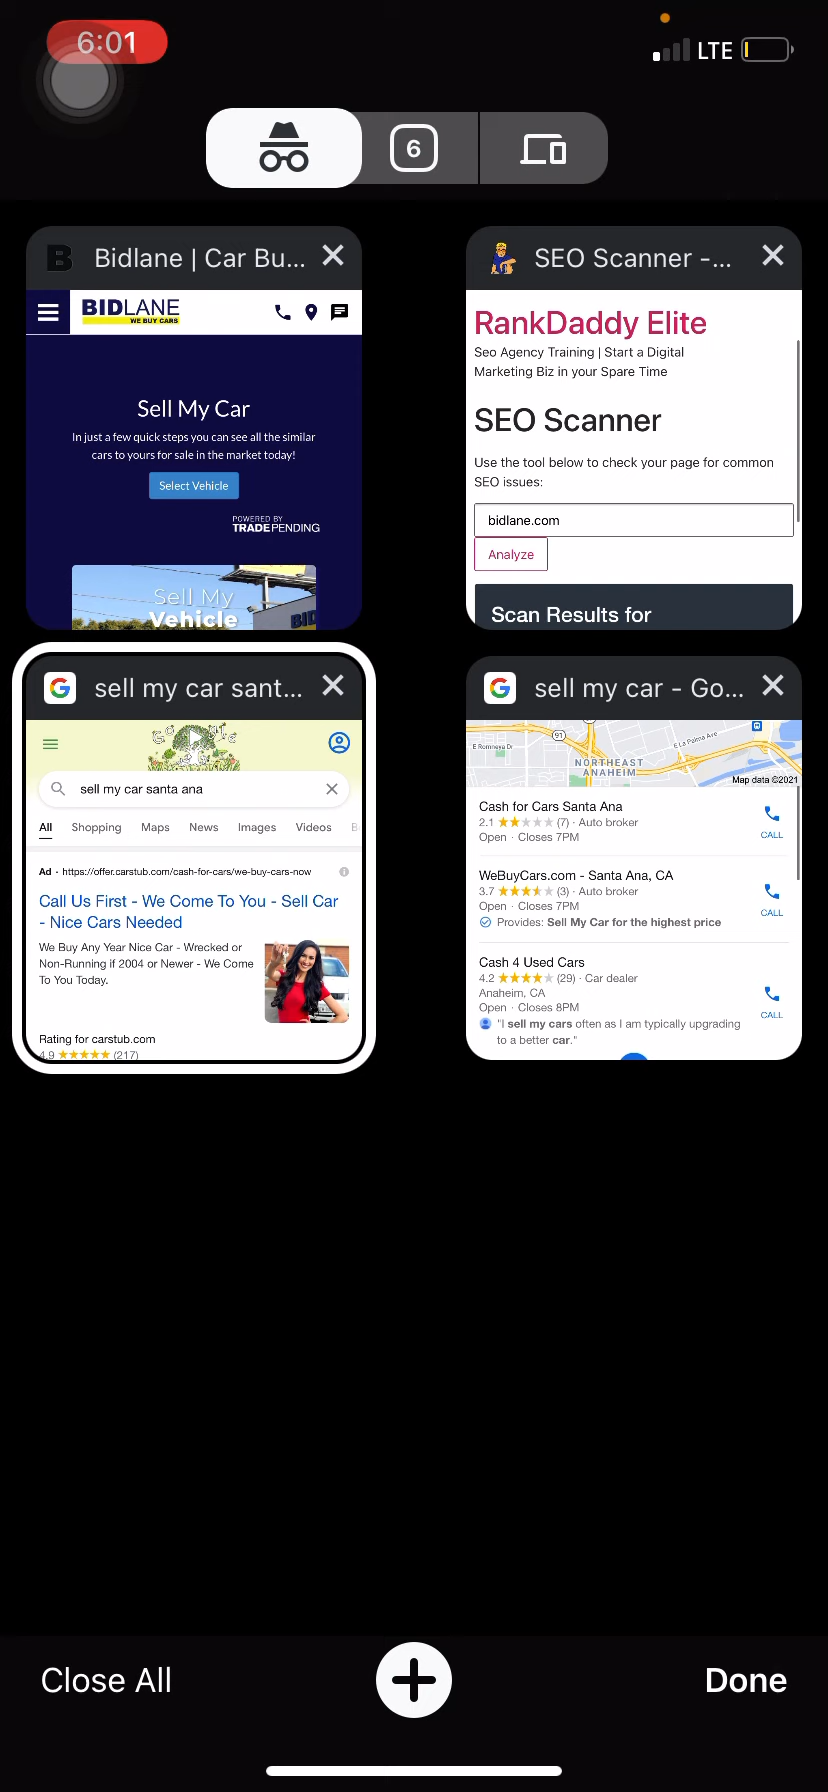 6:01
LTE
6
Bidlane | Car Bu...
BIDLANE
WE BUY CARS
Sell My Car
In just a few quick steps you can see all the similar
cars to yours for sale in the market today!
Select Vehicle
POWERED BY
TRADEPENDING
Sell My
Vehicle
BID
SEO Scanner -...
RankDaddy Elite
Seo Agency Training | Start a Digital
Marketing Biz in your Spare Time
SEO Scanner
Use the tool below to check your page for common
SEO issues:
bidlane.com
Analyze
Scan Results for
sell my car sant...
sell my car santa ana
All Shopping Maps News Images Videos B
Ad · https://offer.carstub.com/cash-for-cars/we-buy-cars-now
Call Us First - We Come To You - Sell Car
- Nice Cars Needed
We Buy Any Year Nice Car - Wrecked or
Non-Running if 2004 or Newer - We Come
To You Today.
Rating for carstub.com
4.9 ★★★★★ (217)
sell my car - Go...
91
E Romneya Dr
E La Palma Ave
NORTHEAST
ANAHEIM
Map data ©2021
Cash for Cars Santa Ana
2.1 ★★★★★ (7) · Auto broker
Open · Closes 7PM
CALL
WeBuyCars.com - Santa Ana, CA
3.7 ★★★★★ (3) · Auto broker
Open · Closes 7PM
Provides: Sell My Car for the highest price
CALL
Cash 4 Used Cars
4.2 ★★★★★ (29) · Car dealer
Anaheim, CA
Open · Closes 8PM
CALL
"I sell my cars often as I am typically upgrading
to a better car."
Close All
Done